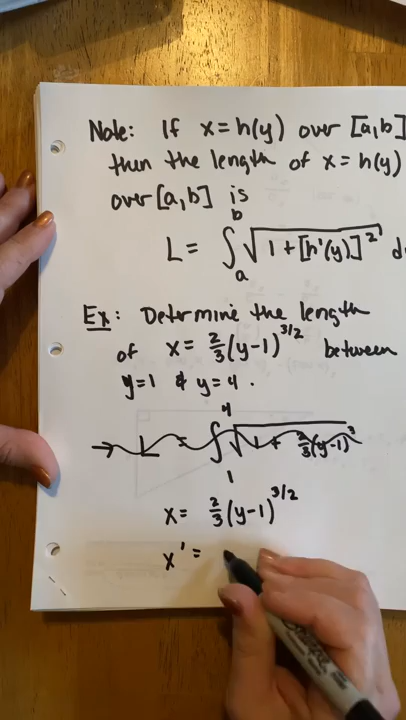 Note: If x=h(y) over [a,b]
then the length of x=h(y)
over [a,b] is
L= ∫ₐᵇ √1+[h'(y)]² d
Ex: Determine the length
of x= 2/3(y-1)^3/2 between
y=1 & y=4.
L = ∫₁⁴ √1+ 2/3(y-1)³
x= 2/3(y-1)^3/2
x' =